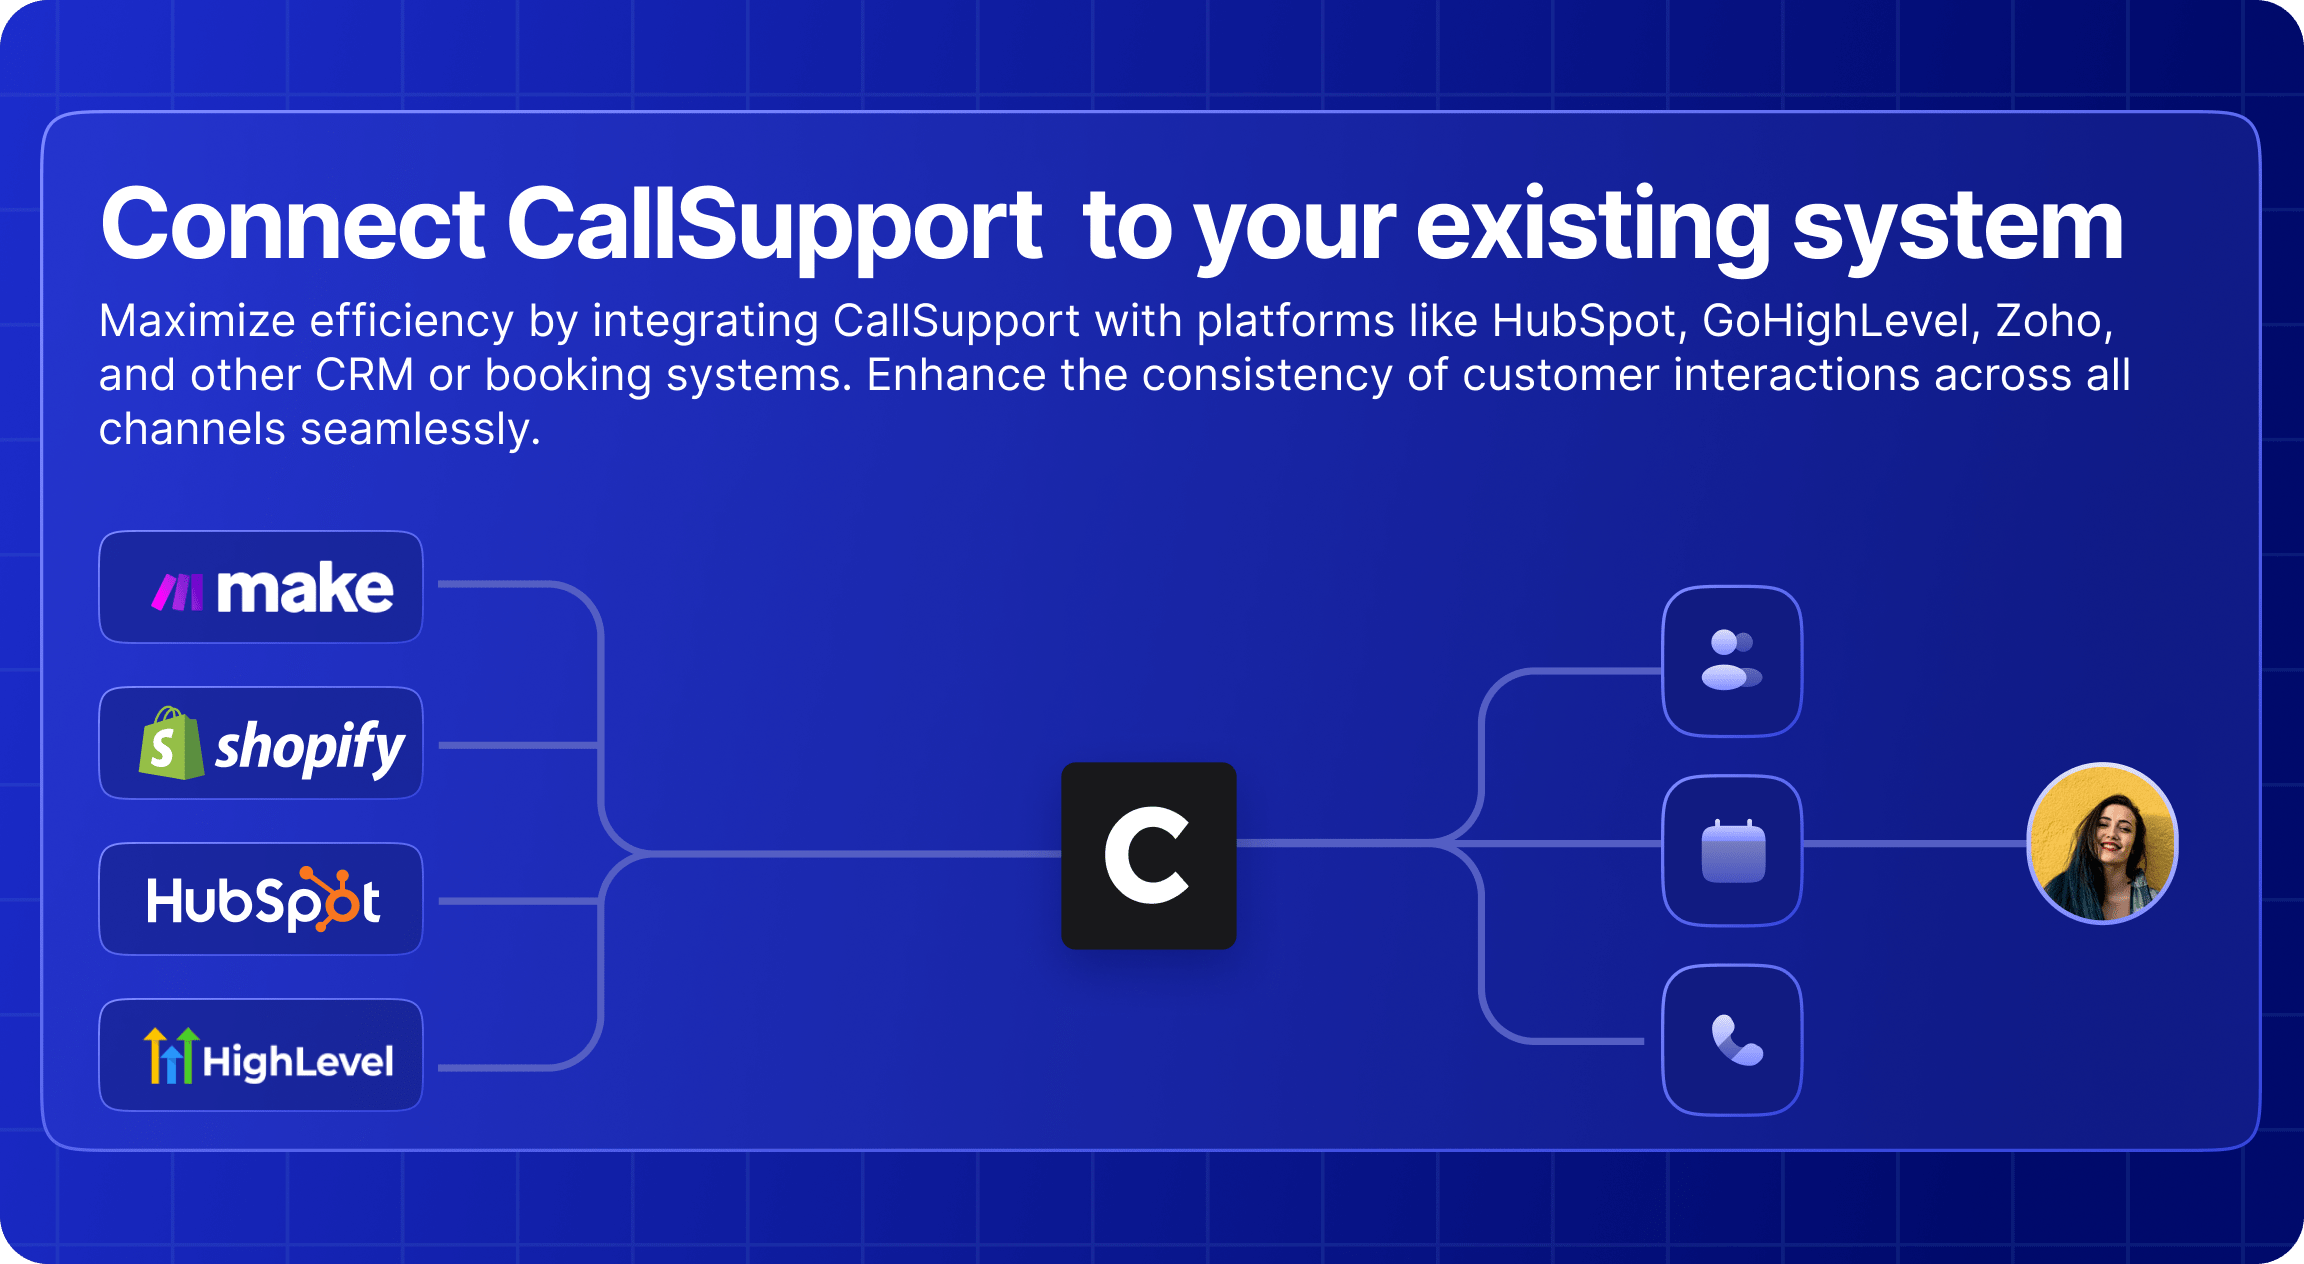 Connect CallSupport  to your existing system
Maximize efficiency by integrating CallSupport with platforms like HubSpot, GoHighLevel, Zoho,
and other CRM or booking systems. Enhance the consistency of customer interactions across all
channels seamlessly.
make
S shopify
HubSpot
HighLevel
C